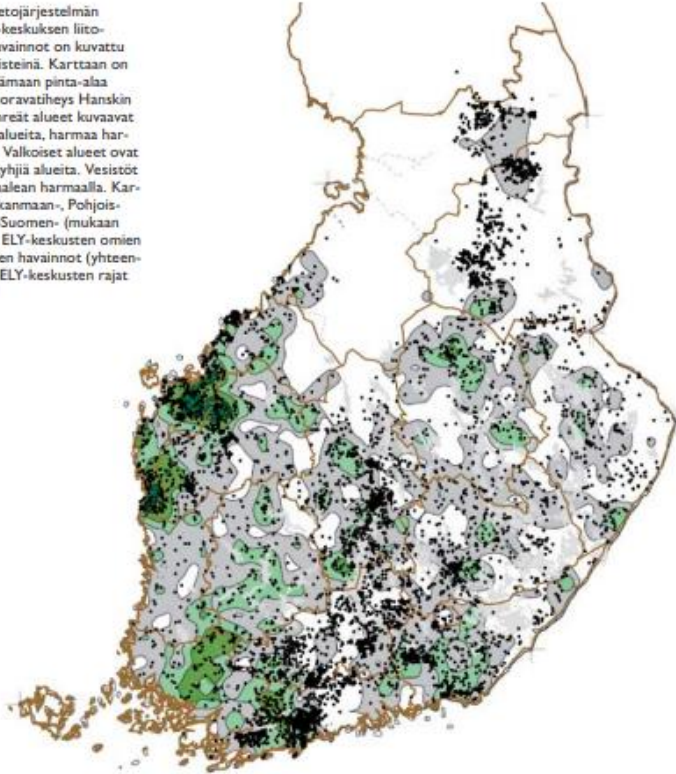 etojärjestelmän
keskuksen liito-
vainnot on kuvattu
isteinä. Karttaan on
ämaan pinta-alaa
oravatiheys Hanskin
reät alueet kuvaavat
alueita, harmaa har-
Valkoiset alueet ovat
yhjiä alueita. Vesistöt
alean harmaalla. Kar-
kanmaan-, Pohjois-
Suomen- (mukaan
ELY-keskusten omien
en havainnot (yhteen-
ELY-keskusten rajat